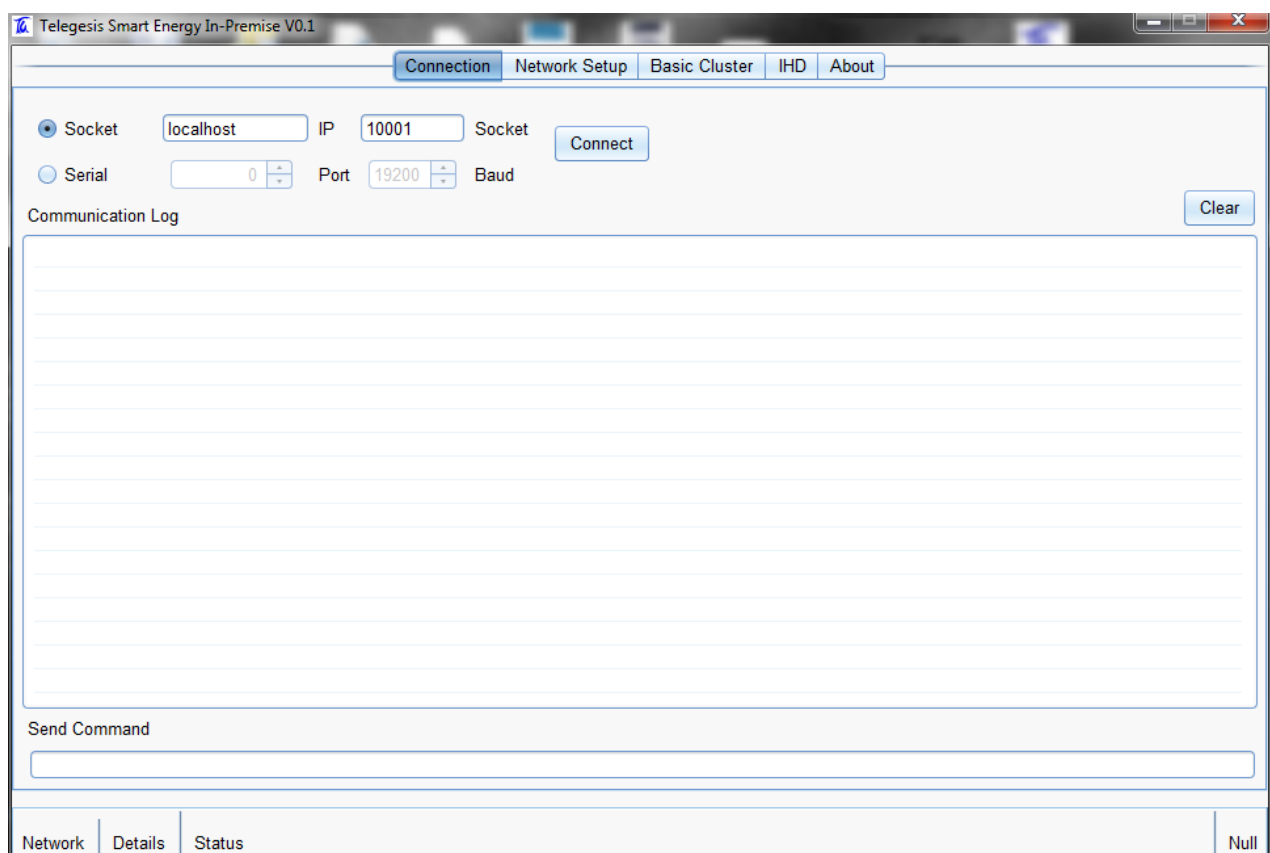 Telegesis Smart Energy In-Premise V0.1
Connection Network Setup Basic Cluster IHD About
Socket localhost IP 10001 Socket
Connect
Serial 0 Port 19200 Baud
Clear
Communication Log
Send Command
Network Details Status Null